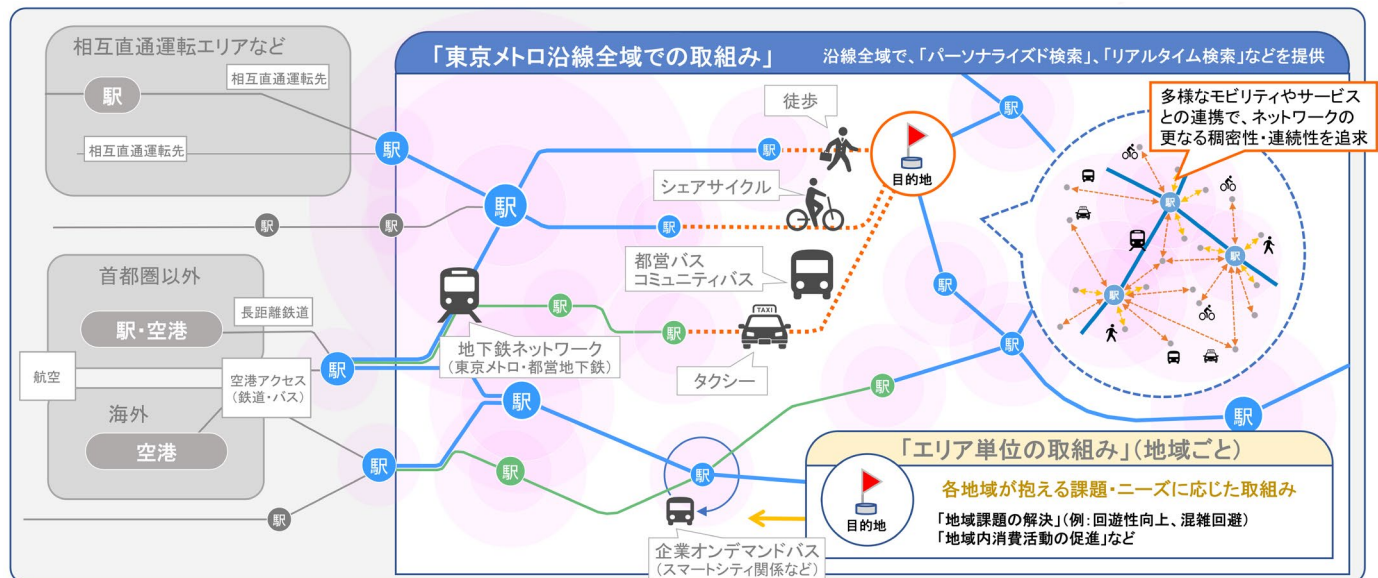 相互直通運転エリアなど
駅
相互直通運転先
相互直通運転先
駅
駅
首都圏以外
駅・空港
長距離鉄道
航空
空港アクセス
(鉄道・バス)
海外
空港
駅
「東京メトロ沿線全域での取組み」
沿線全域で、「パーソナライズド検索」、「リアルタイム検索」などを提供
駅
駅
駅
駅
駅
駅
駅
徒歩
シェアサイクル
都営バス
コミュニティバス
TAXI
タクシー
目的地
地下鉄ネットワーク
(東京メトロ・都営地下鉄)
駅
駅
駅
駅
駅
駅
駅
駅
駅
駅
企業オンデマンドバス
(スマートシティ関係など)
多様なモビリティやサービス
との連携で、ネットワークの
更なる稠密性・連続性を追求
駅
駅
駅
「エリア単位の取組み」(地域ごと)
目的地
各地域が抱える課題・ニーズに応じた取組み
「地域課題の解決」(例:回遊性向上、混雑回避)
「地域内消費活動の促進」など